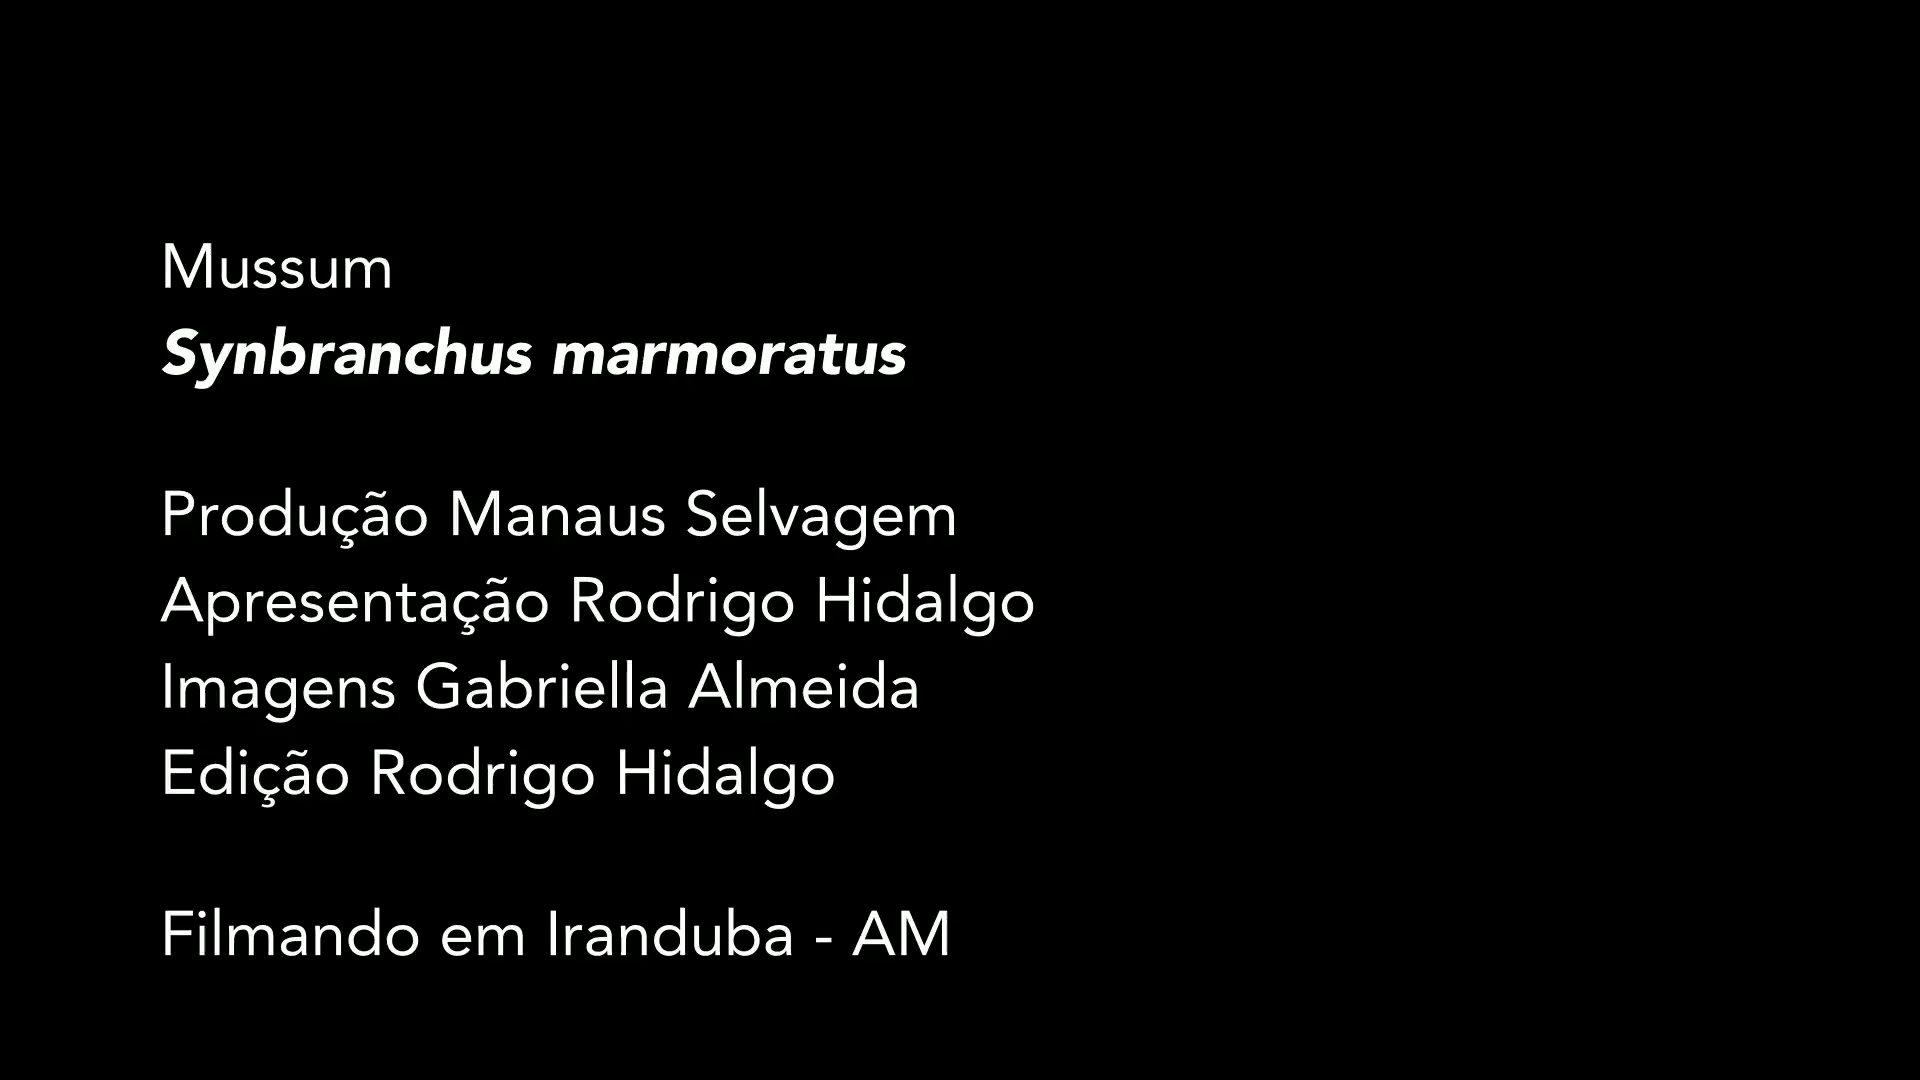 Mussum
Synbranchus marmoratus
Produção Manaus Selvagem
Apresentação Rodrigo Hidalgo
Imagens Gabriella Almeida
Edição Rodrigo Hidalgo
Filmando em Iranduba - AM